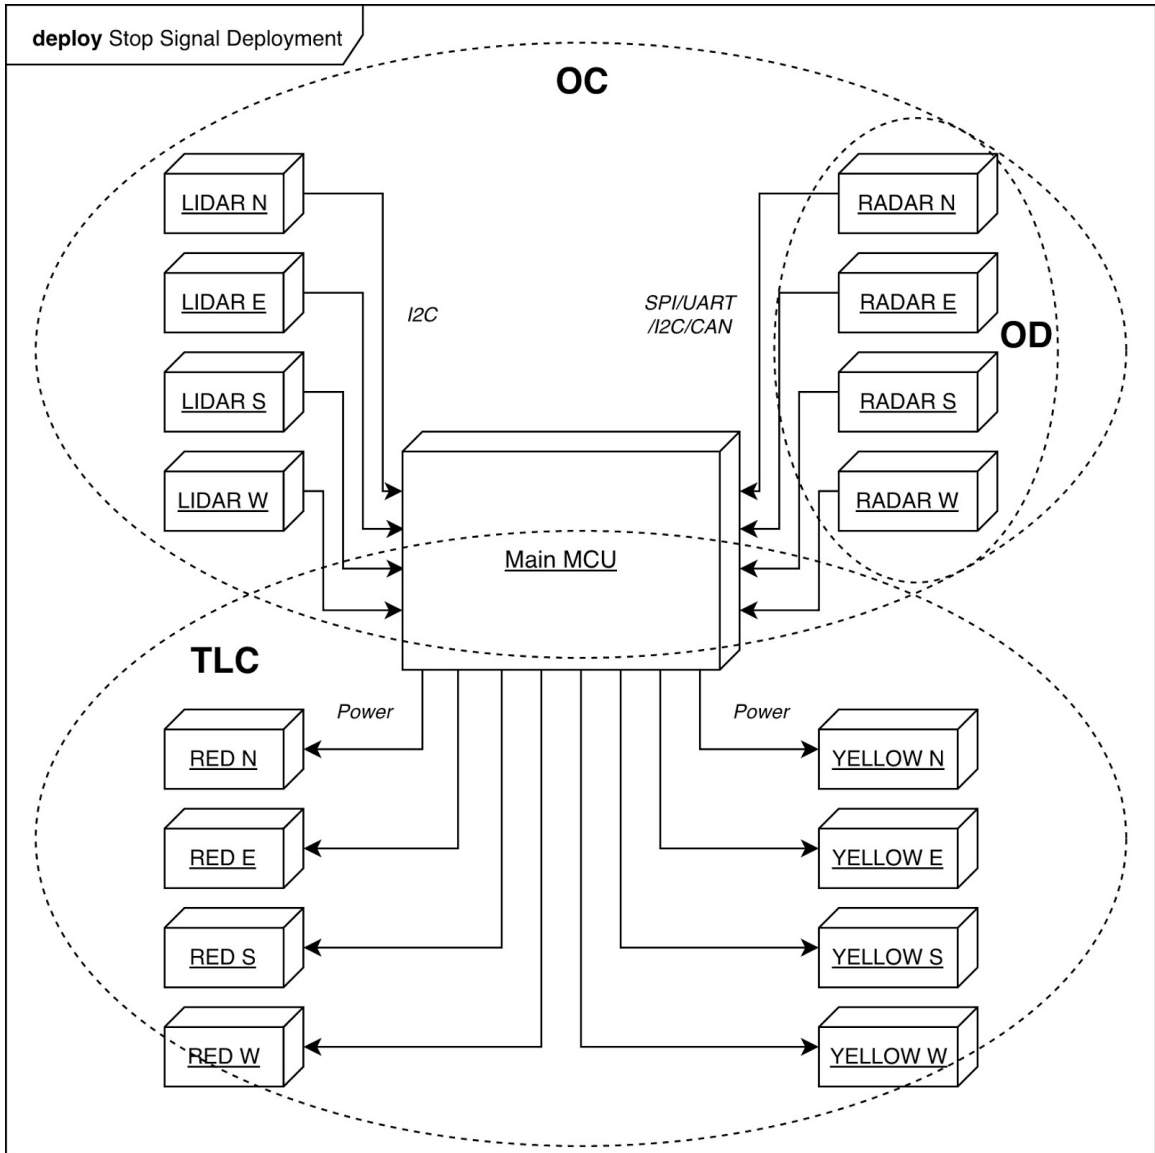 deploy Stop Signal Deployment
OC
LIDAR N
RADAR N
LIDAR E
RADAR E
I2C
SPI/UART
/I2C/CAN
OD
LIDAR S
RADAR S
LIDAR W
RADAR W
Main MCU
TLC
Power
Power
RED N
YELLOW N
RED E
YELLOW E
RED S
YELLOW S
RED W
YELLOW W